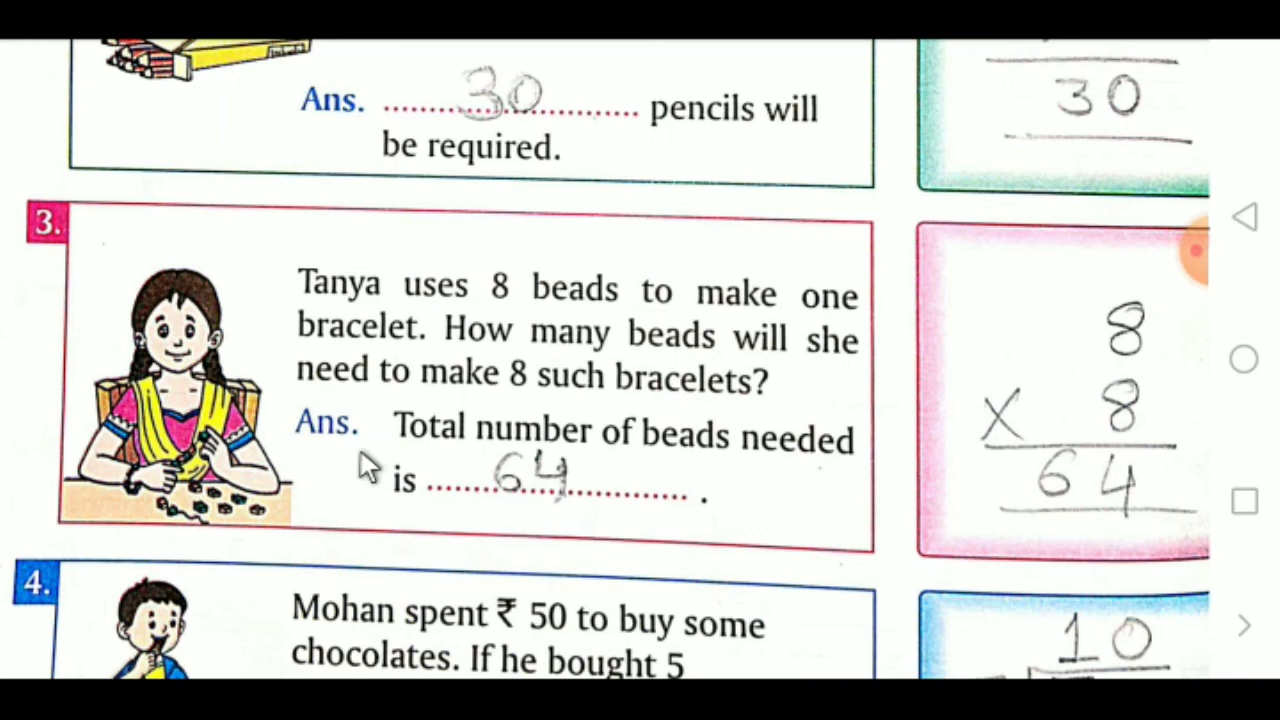 Ans. 30 pencils will
be required.
30
3.
Tanya uses 8 beads to make one
bracelet. How many beads will she
need to make 8 such bracelets?
Ans. Total number of beads needed
is 64 .
8
X 8
64
4.
Mohan spent ₹ 50 to buy some
chocolates. If he bought 5
10